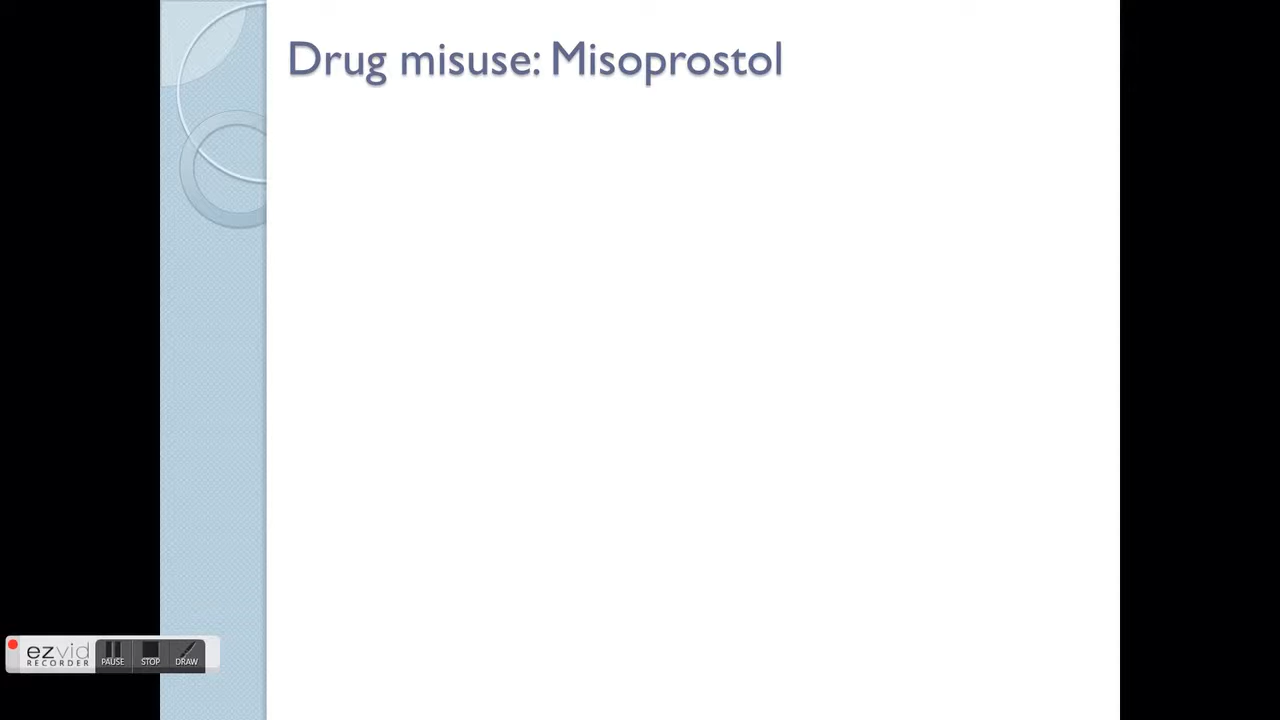 Drug misuse: Misoprostol
ezvid
RECORDER
PAUSE
STOP
DRAW